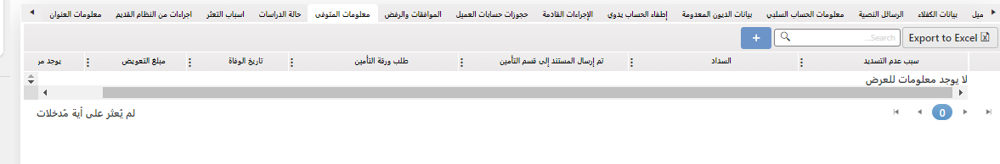 ميل بيانات الكفلاء الرسائل النصية معلومات الحساب السلبي بيانات الديون المعدومة إطفاء الحساب يدوي الإجراءات القادمة حجوزات حسابات العميل الموافقات والرفض معلومات المتوفى حالة الدراسات اسباب التعثر اجراءات من النظام القديم معلومات العنوان
Export to Excel Search... +
سبب عدم التسديد السداد تم إرسال المستند إلى قسم التأمين طلب ورقة التأمين تاريخ الوفاة مبلغ التعويض يوجد من
لا يوجد معلومات للعرض
0 لم يُعثر على أية مُدخلات